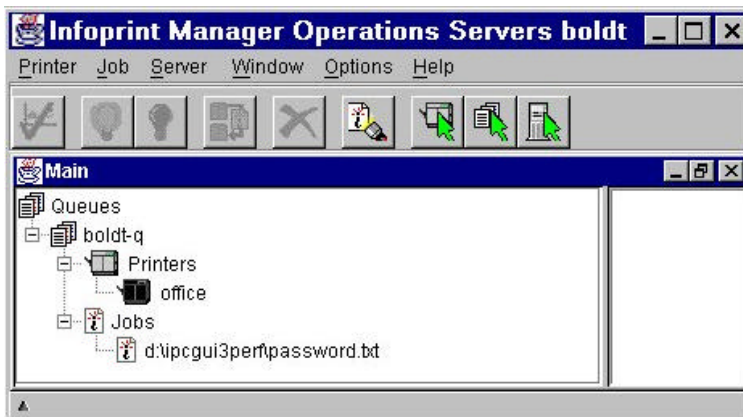 Infoprint Manager Operations Servers boldt
Printer Job Server Window Options Help
Main
Queues
boldt-q
Printers
office
Jobs
d:\ipcgui3perf\password.txt